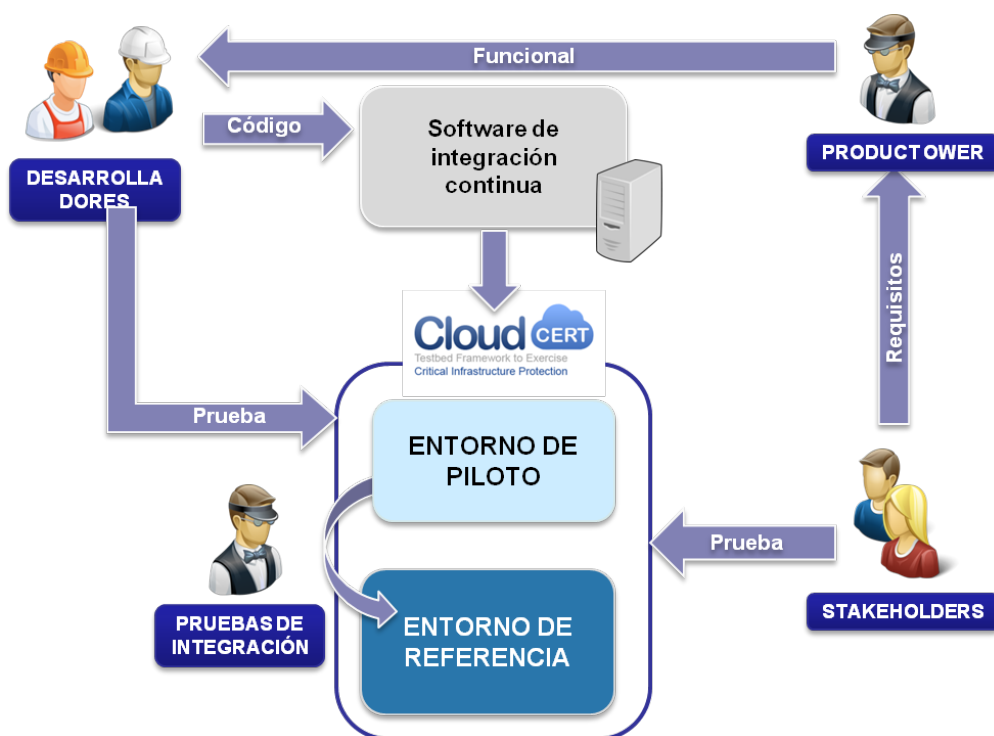 Funcional
Código
Software de
integración
continua
DESARROLLA
DORES
PRODUCT OWER
Requisitos
Cloud CERT
Testbed Framework to Exercise
Critical Infrastructure Protection
Prueba
ENTORNO DE
PILOTO
Prueba
PRUEBAS DE
INTEGRACIÓN
ENTORNO DE
REFERENCIA
STAKEHOLDERS